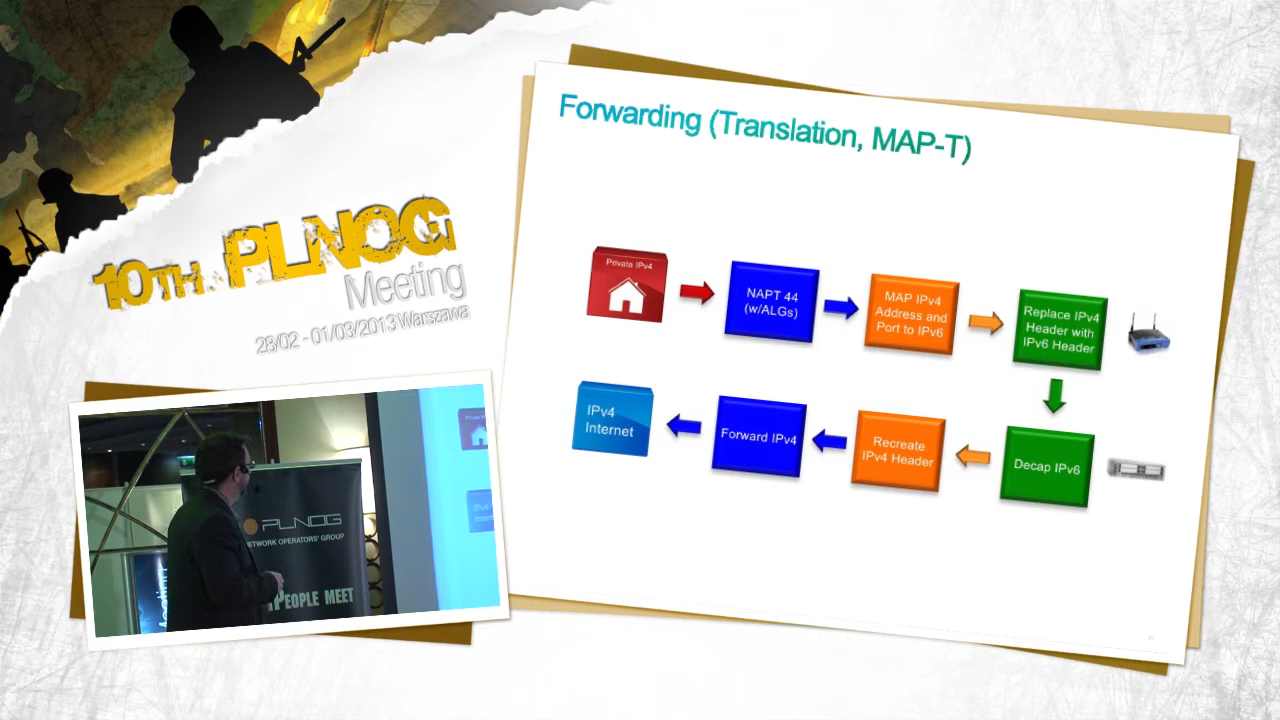 10TH PLNOG
Meeting
28/02 - 01/03/2013 Warszawa
Forwarding (Translation, MAP-T)
Private IPv4
NAPT 44
(w/ALGs)
MAP IPv4
Address and
Port to IPv6
Replace IPv4
Header with
IPv6 Header
IPv4
Internet
Forward IPv4
Recreate
IPv4 Header
Decap IPv6
PLNOG
NETWORK OPERATORS' GROUP
PEOPLE MEET